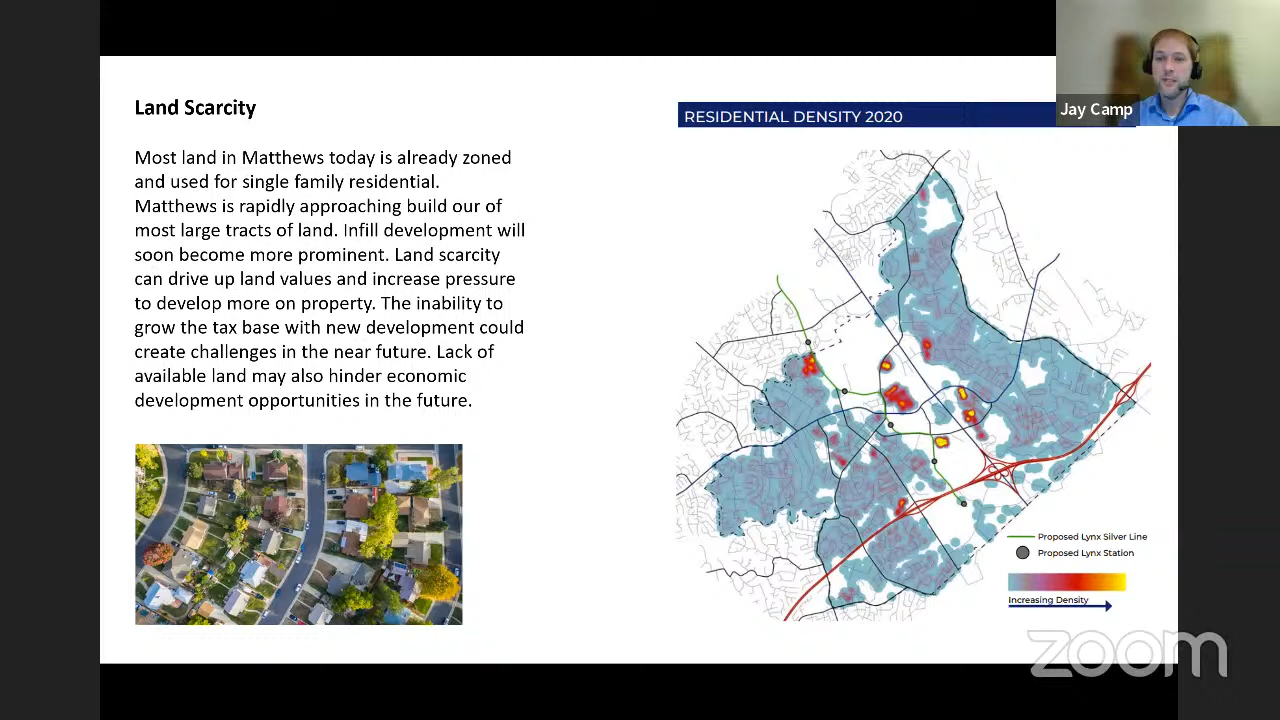 Land Scarcity
Most land in Matthews today is already zoned
and used for single family residential.
Matthews is rapidly approaching build our of
most large tracts of land. Infill development will
soon become more prominent. Land scarcity
can drive up land values and increase pressure
to develop more on property. The inability to
grow the tax base with new development could
create challenges in the near future. Lack of
available land may also hinder economic
development opportunities in the future.
RESIDENTIAL DENSITY 2020
Jay Camp
Proposed Lynx Silver Line
Proposed Lynx Station
Increasing Density
zoom